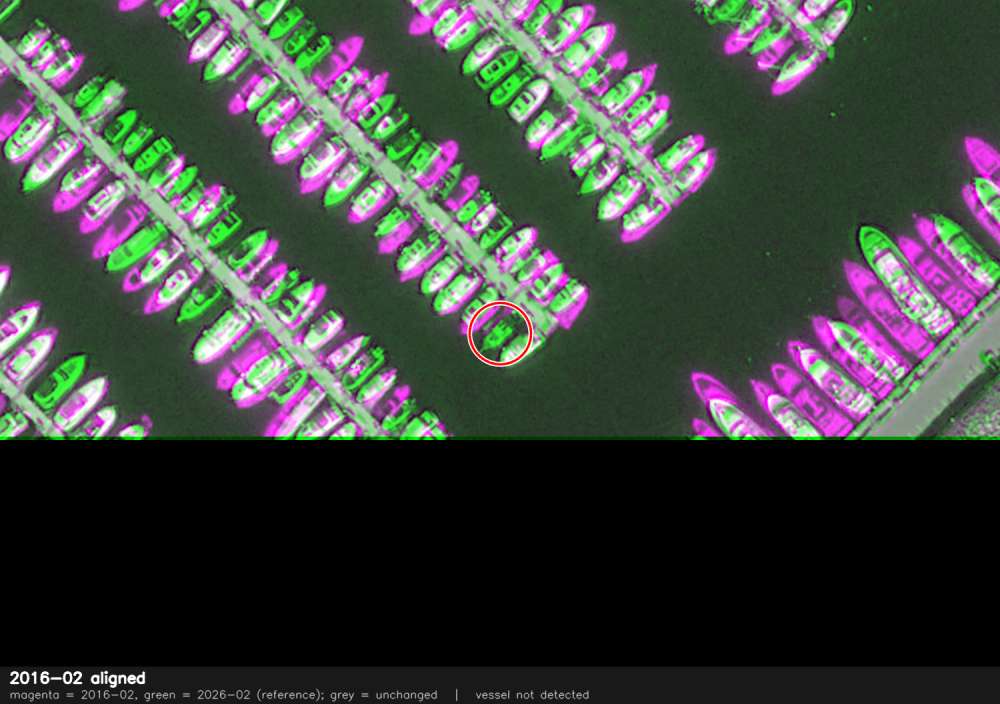 2016-02 aligned
magenta = 2016-02, green = 2026-02 (reference); grey = unchanged | vessel not detected